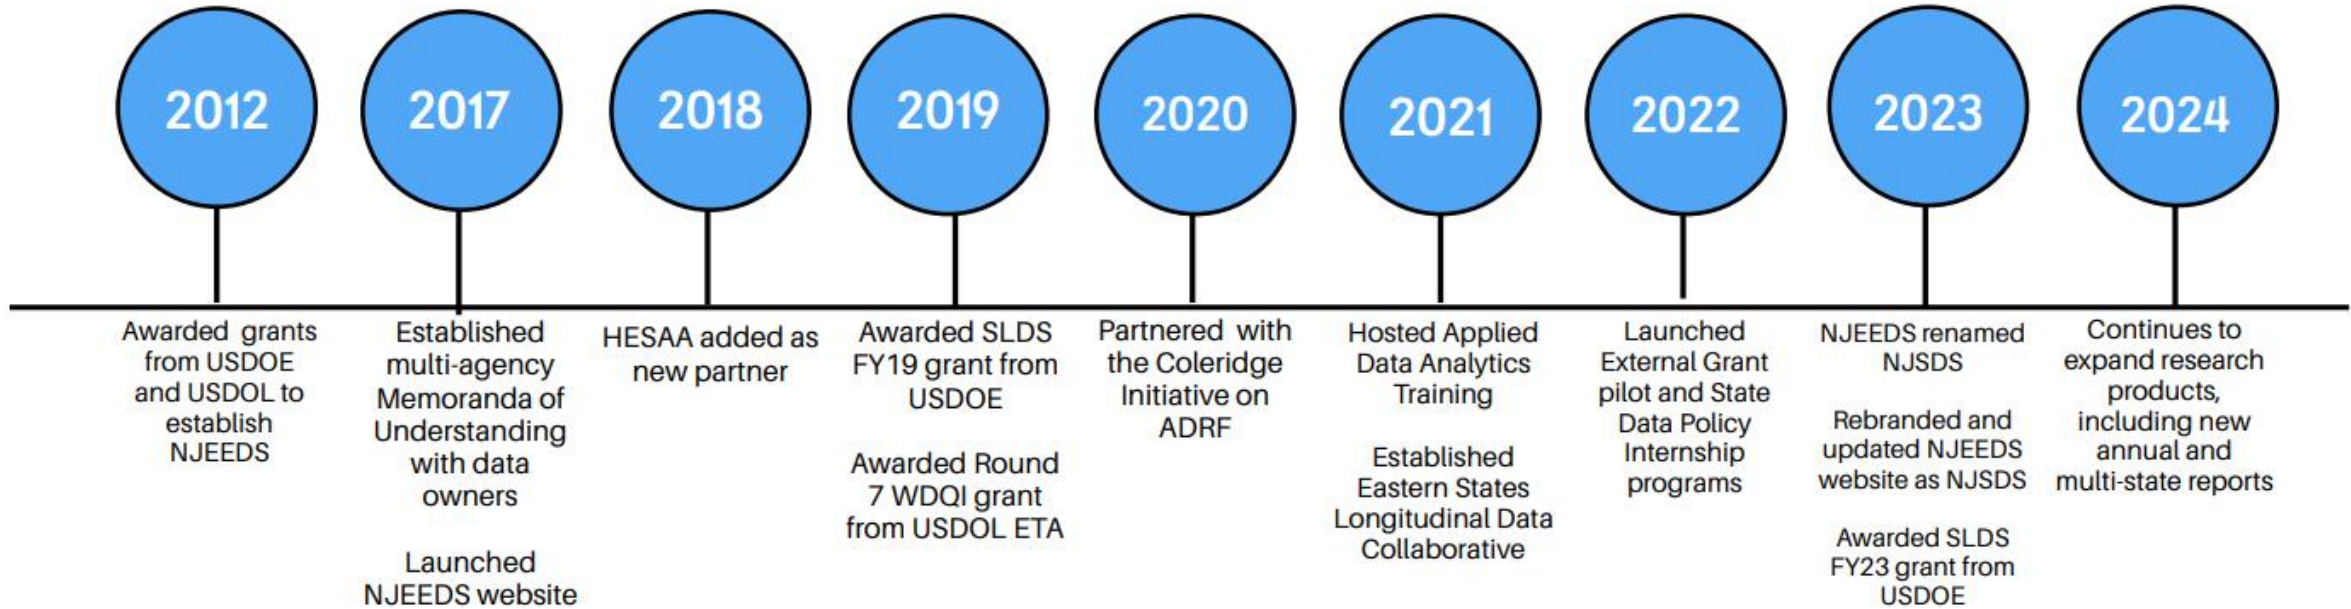 2012
2017
2018
2019
2020
2021
2022
2023
2024
Awarded grants
from USDOE
and USDOL to
establish
NJEEDS
Established
multi-agency
Memoranda of
Understanding
with data
owners
Launched
NJEEDS website
HESAA added as
new partner
Awarded SLDS
FY19 grant from
USDOE
Awarded Round
7 WDQI grant
from USDOL ETA
Partnered with
the Coleridge
Initiative on
ADRF
Hosted Applied
Data Analytics
Training
Established
Eastern States
Longitudinal Data
Collaborative
Launched
External Grant
pilot and State
Data Policy
Internship
programs
NJEEDS renamed
NJSDS
Rebranded and
updated NJEEDS
website as NJSDS
Awarded SLDS
FY23 grant from
USDOE
Continues to
expand research
products,
including new
annual and
multi-state reports